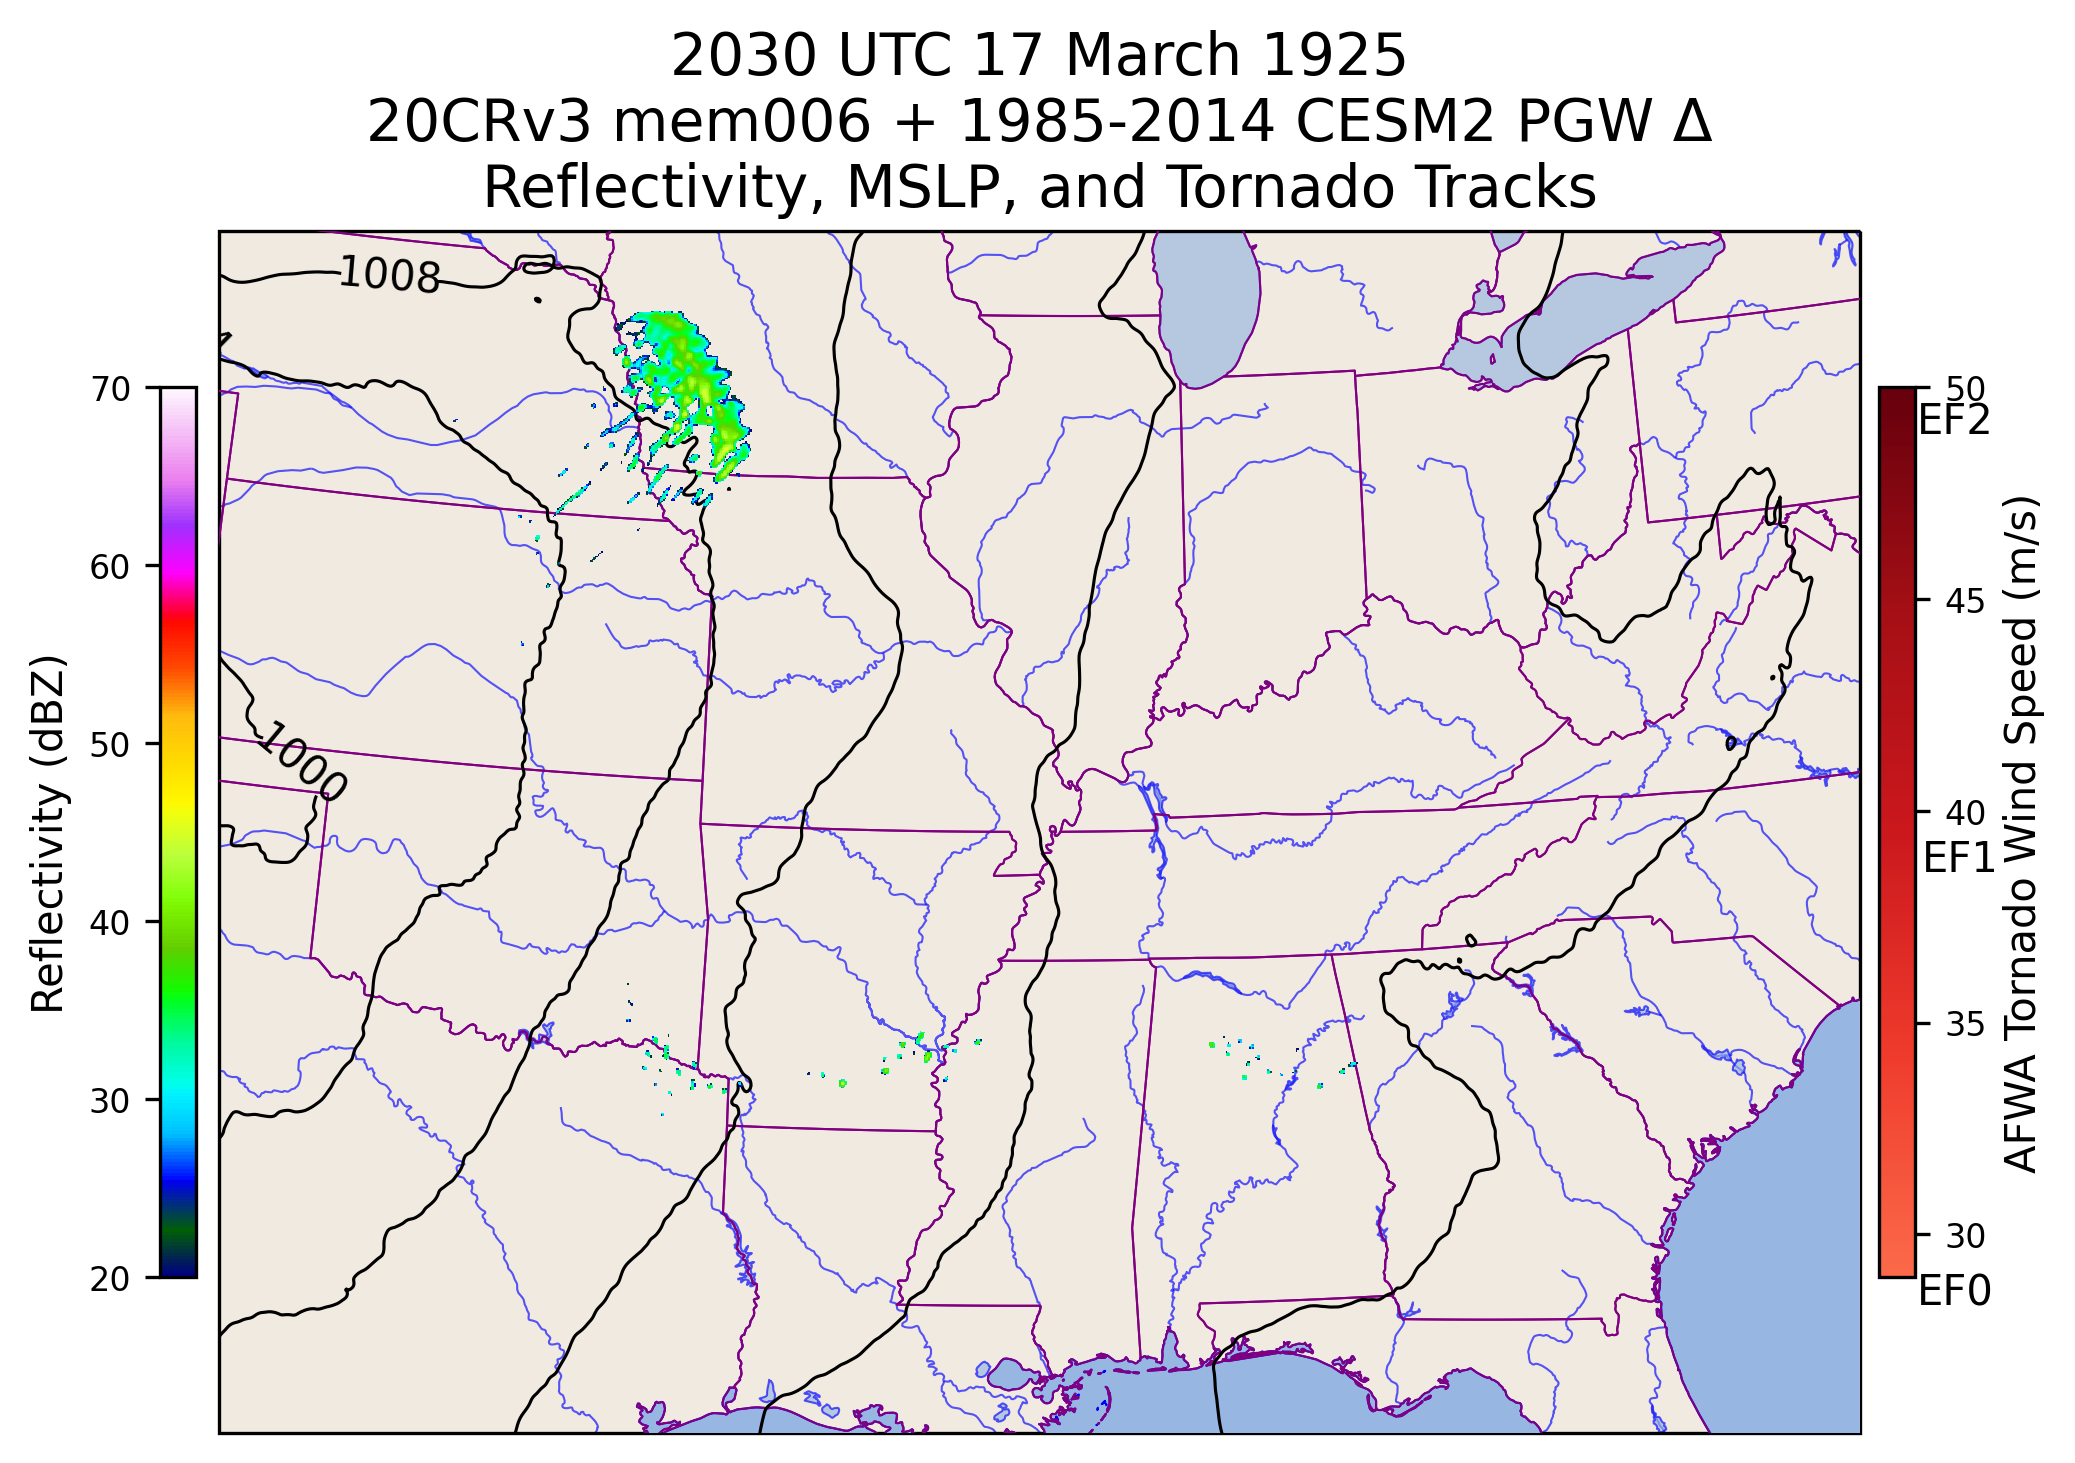 2030 UTC 17 March 1925
20CRv3 mem006 + 1985-2014 CESM2 PGW Δ
Reflectivity, MSLP, and Tornado Tracks
1008
1000
70
60
50
40
30
20
Reflectivity (dBZ)
50
EF2
45
40
EF1
35
30
EF0
AFWA Tornado Wind Speed (m/s)